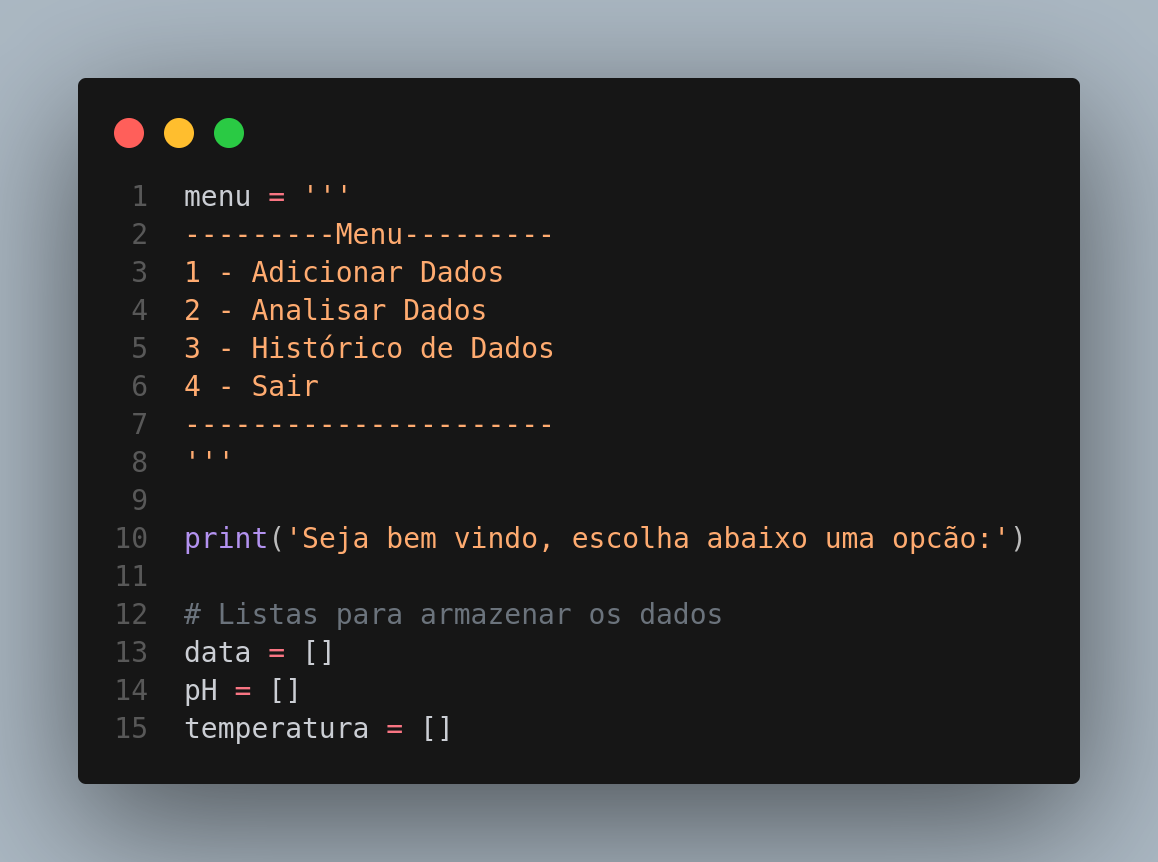 1 menu = '''
2 ---------Menu---------
3 1 - Adicionar Dados
4 2 - Analisar Dados
5 3 - Histórico de Dados
6 4 - Sair
7 ----------------------
8 '''
9
10 print('Seja bem vindo, escolha abaixo uma opcão:')
11
12 # Listas para armazenar os dados
13 data = []
14 pH = []
15 temperatura = []